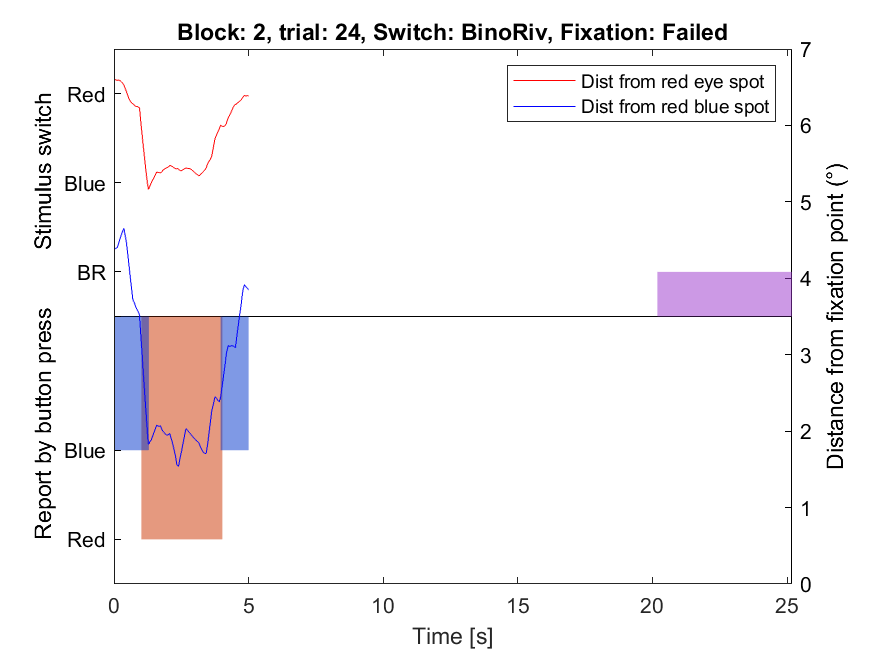 Block: 2, trial: 24, Switch: BinoRiv, Fixation: Failed
Dist from red eye spot
Dist from red blue spot
Stimulus switch
Red
Blue
BR
Report by button press
Blue
Red
7
6
5
4
3
2
1
0
Distance from fixation point (°)
0
5
10
15
20
25
Time [s]